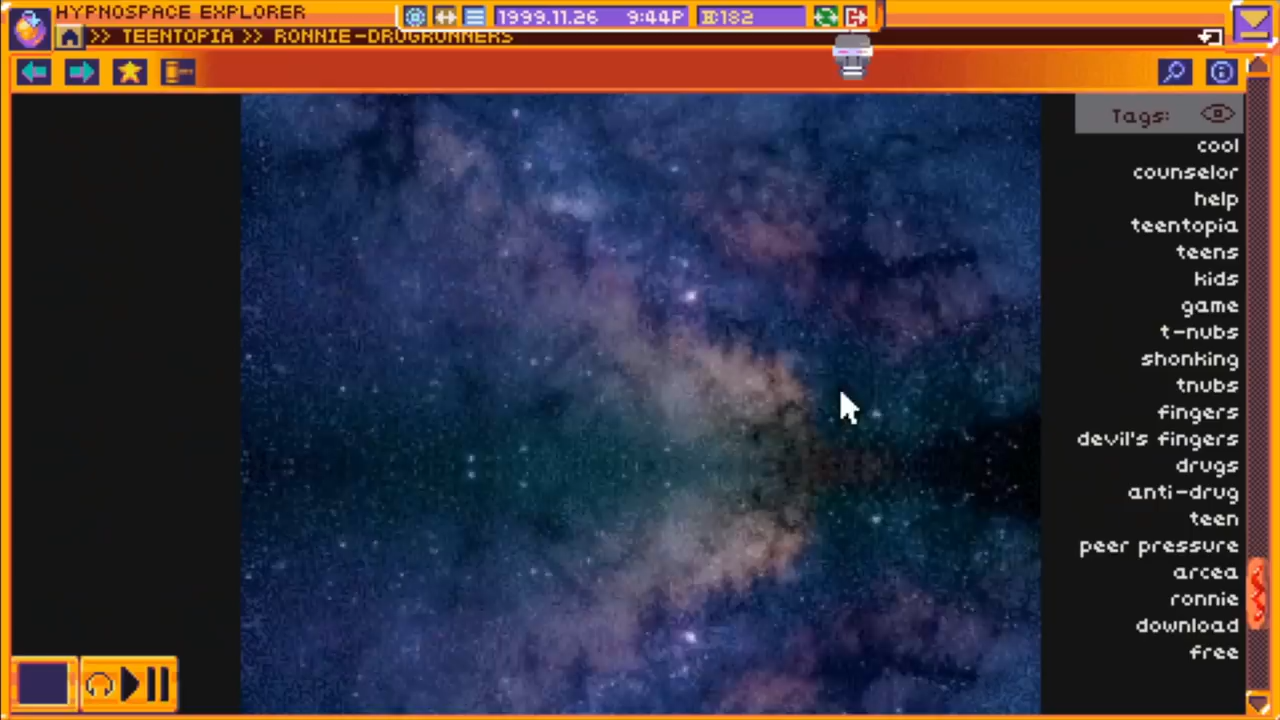 HYPNOSPACE EXPLORER
1999.11.26 9:44P 182
>> TEENTOPIA >> RONNIE-DRUGRUNNERS
Tags:
cool
counselor
help
teentopia
teens
kids
game
t-nubs
shonking
tnubs
fingers
devil's fingers
drugs
anti-drug
teen
peer pressure
arcea
ronnie
download
free